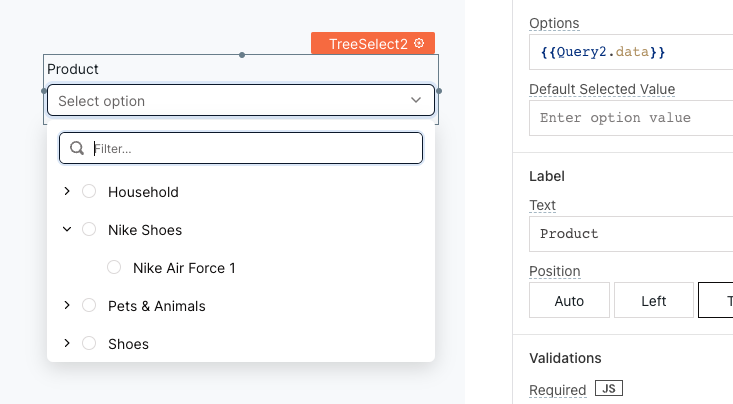 TreeSelect2
Product
Select option
Filter...
Household
Nike Shoes
Nike Air Force 1
Pets & Animals
Shoes
Options
{{Query2.data}}
Default Selected Value
Enter option value
Label
Text
Product
Position
Auto
Left
Validations
Required
JS